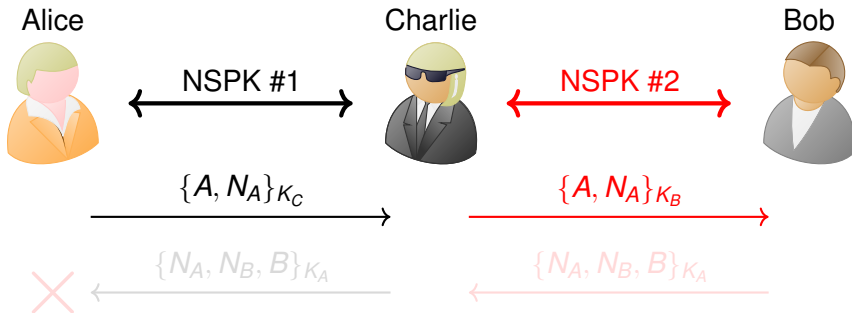 Alice Charlie Bob
NSPK #1 NSPK #2
{A, N_A}_{K_C} {A, N_A}_{K_B}
{N_A, N_B, B}_{K_A} {N_A, N_B, B}_{K_A}